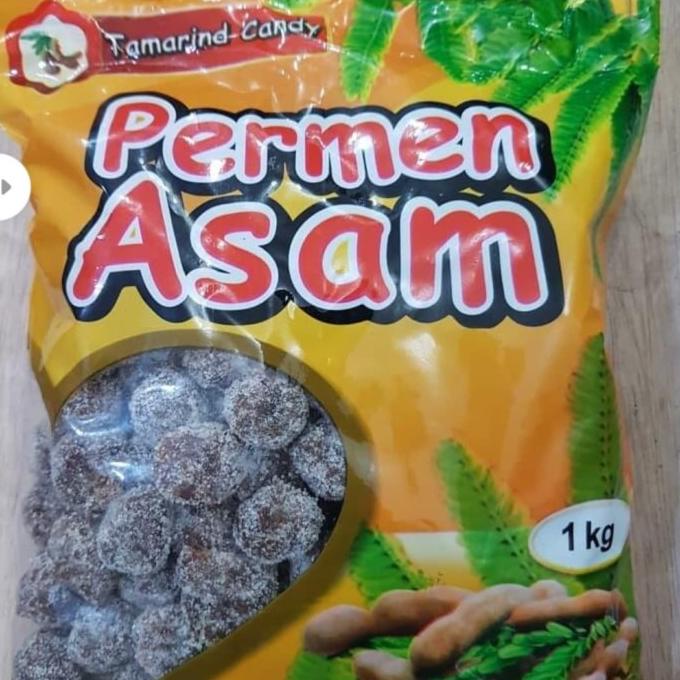 Tamarind Candy
Permen
Asam
1 kg